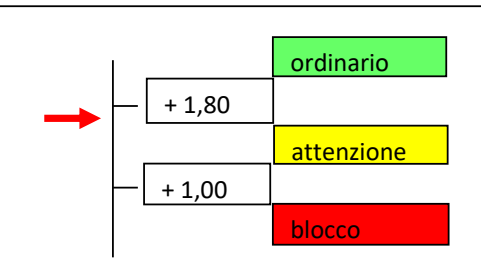 ordinario
+ 1,80
attenzione
+ 1,00
blocco